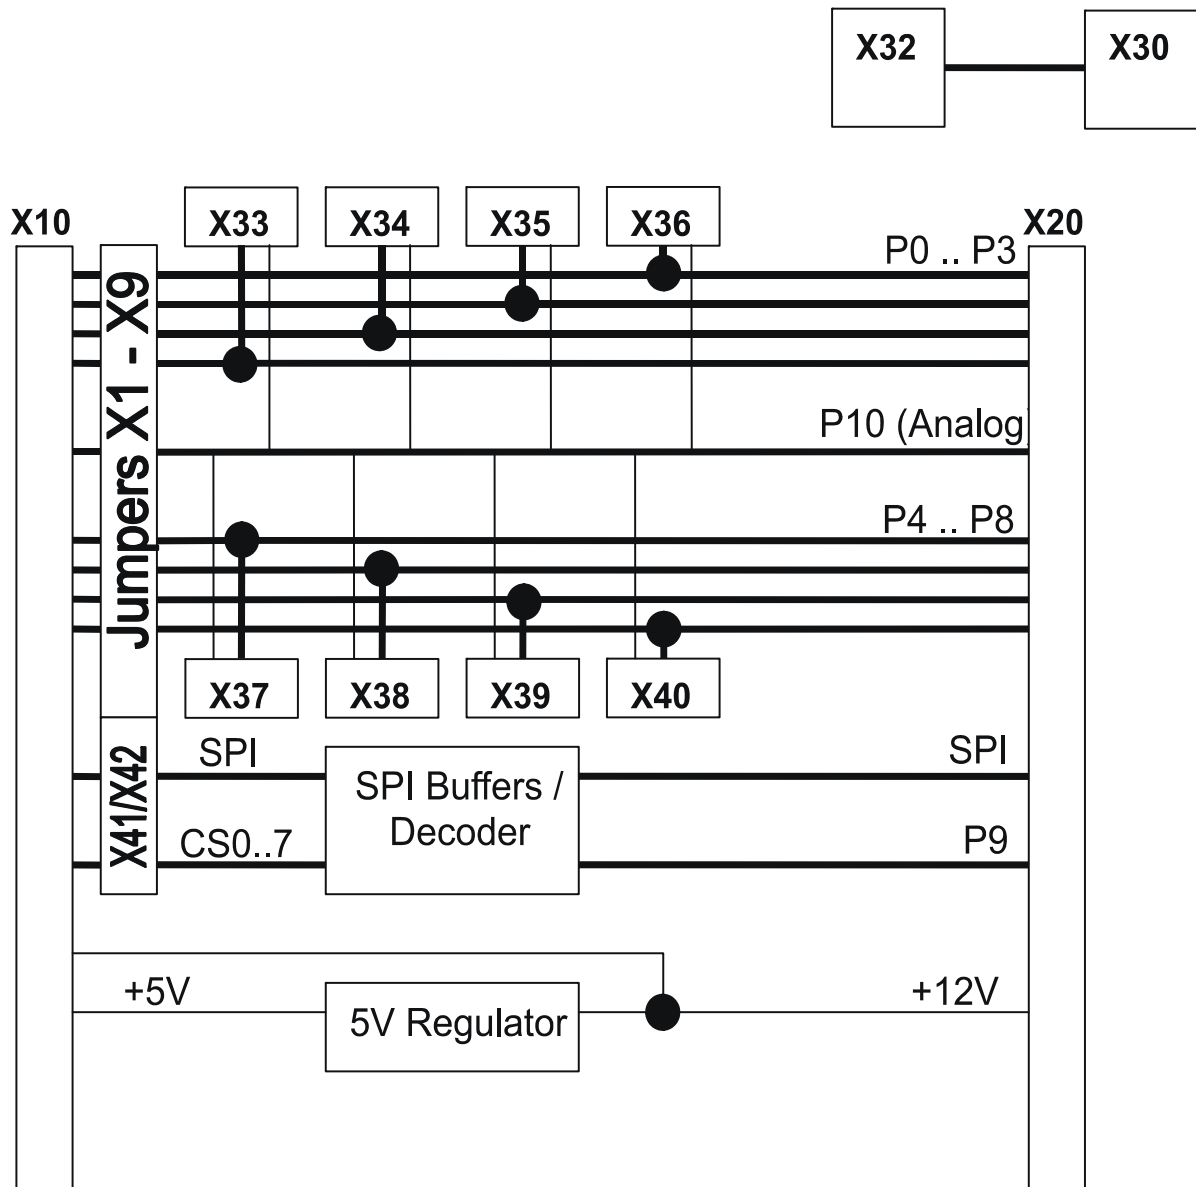 X32
X30
X10
X33
X34
X35
X36
X20
P0 .. P3
Jumpers X1 - X9
P10 (Analog)
P4 .. P8
X37
X38
X39
X40
X41/X42
SPI
SPI Buffers /
Decoder
SPI
CS0..7
P9
+5V
5V Regulator
+12V